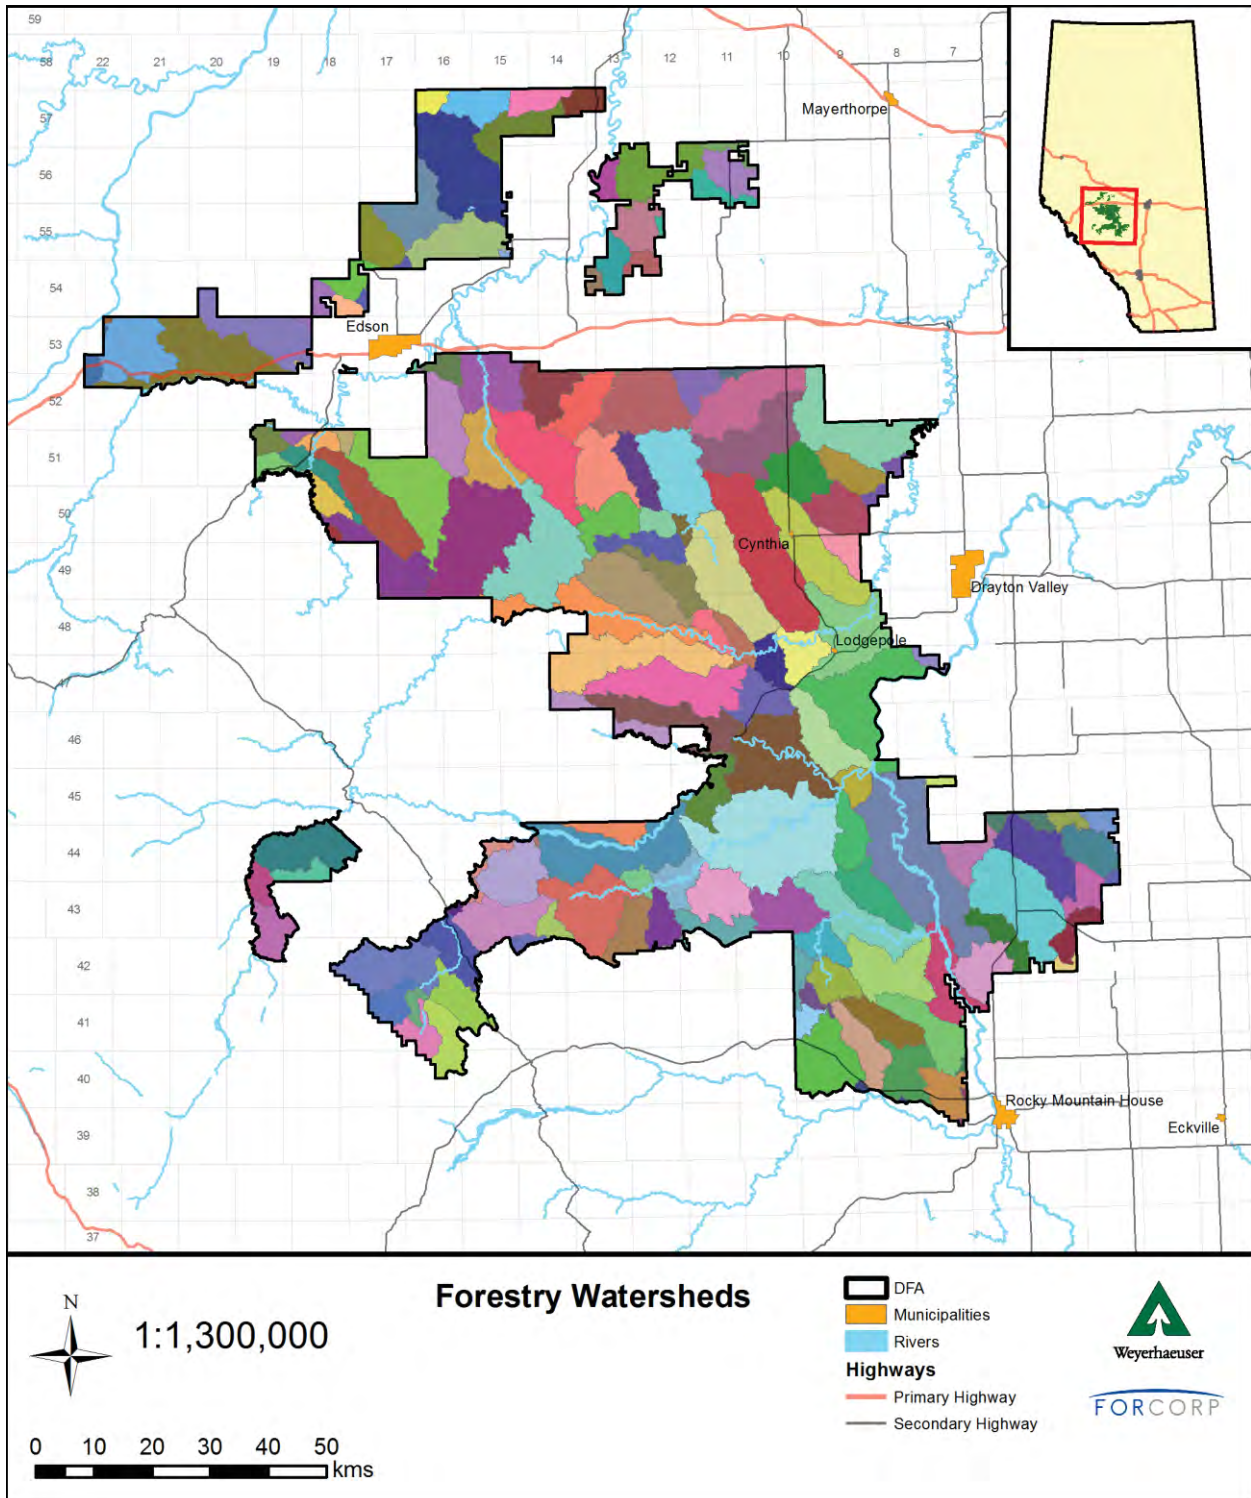 59
58 22 21 20 19 18 17 16 15 14 13 12 11 10 9 8 7
Mayerthorpe
57
56
55
54
Edson
53
52
51
50
Cynthia
49
Drayton Valley
48
Lodgepole
47
46
45
44
43
42
41
40
Rocky Mountain House
39
Eckville
38
37
Forestry Watersheds
N
1:1,300,000
0 10 20 30 40 50
kms
DFA
Municipalities
Rivers
Highways
Primary Highway
Secondary Highway
Weyerhaeuser
FORCORP